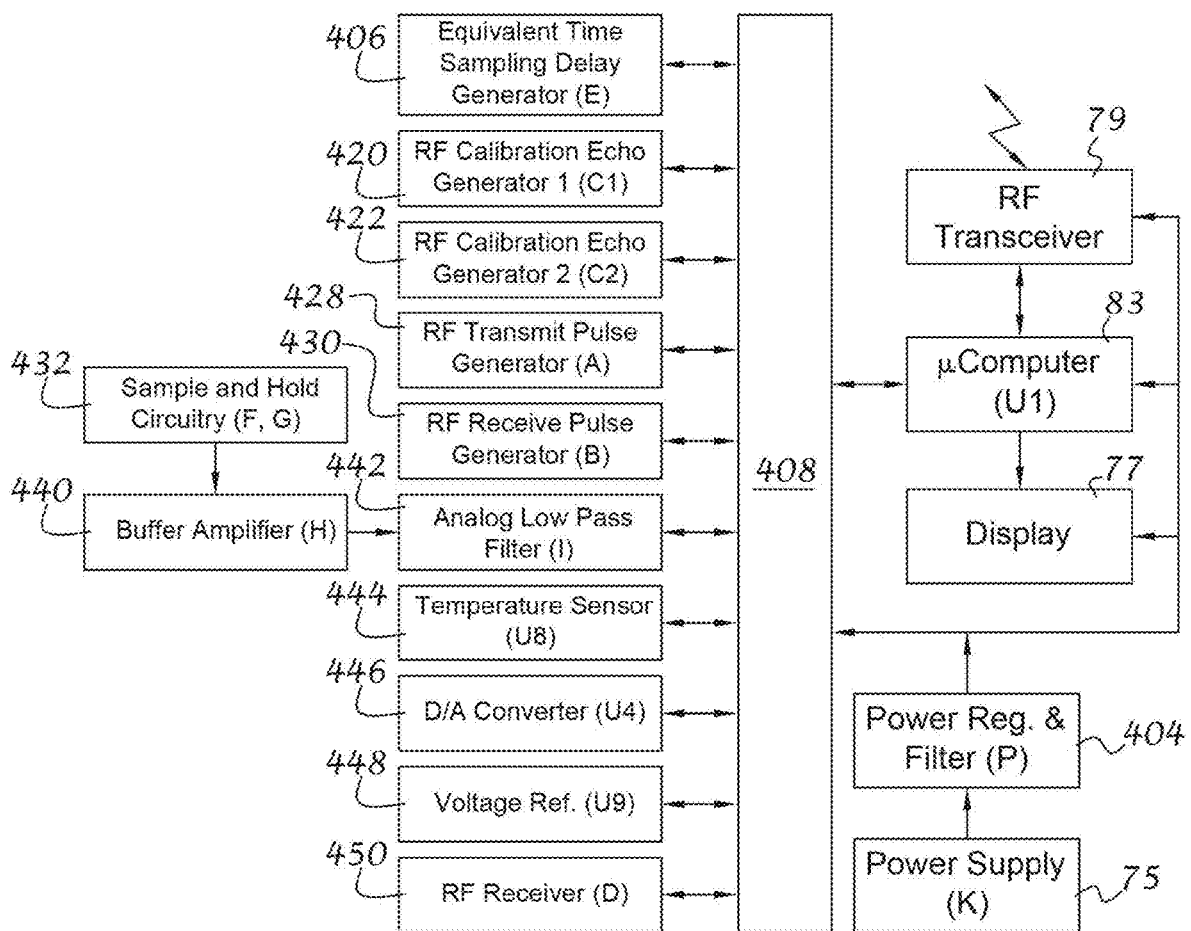 406
Equivalent Time
Sampling Delay
Generator (E)
420
RF Calibration Echo
Generator 1 (C1)
422
RF Calibration Echo
Generator 2 (C2)
428
RF Transmit Pulse
Generator (A)
430
RF Receive Pulse
Generator (B)
432
Sample and Hold
Circuitry (F, G)
440
Buffer Amplifier (H)
442
Analog Low Pass
Filter (I)
444
Temperature Sensor
(U8)
446
D/A Converter (U4)
448
Voltage Ref. (U9)
450
RF Receiver (D)
408
79
RF
Transceiver
83
μComputer
(U1)
77
Display
Power Reg. &
Filter (P)
404
Power Supply
(K)
75